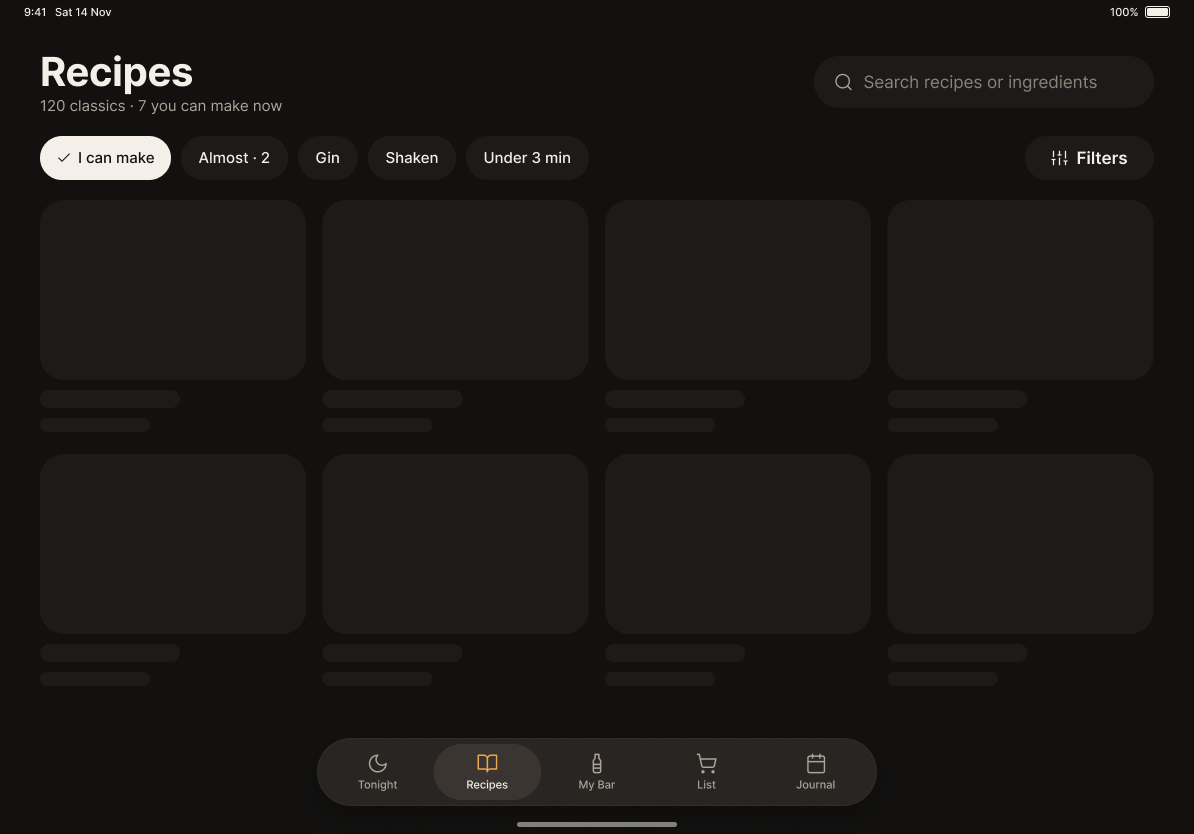 9:41 Sat 14 Nov
100%
Recipes
120 classics · 7 you can make now
Search recipes or ingredients
I can make
Almost · 2
Gin
Shaken
Under 3 min
Filters
Tonight
Recipes
My Bar
List
Journal